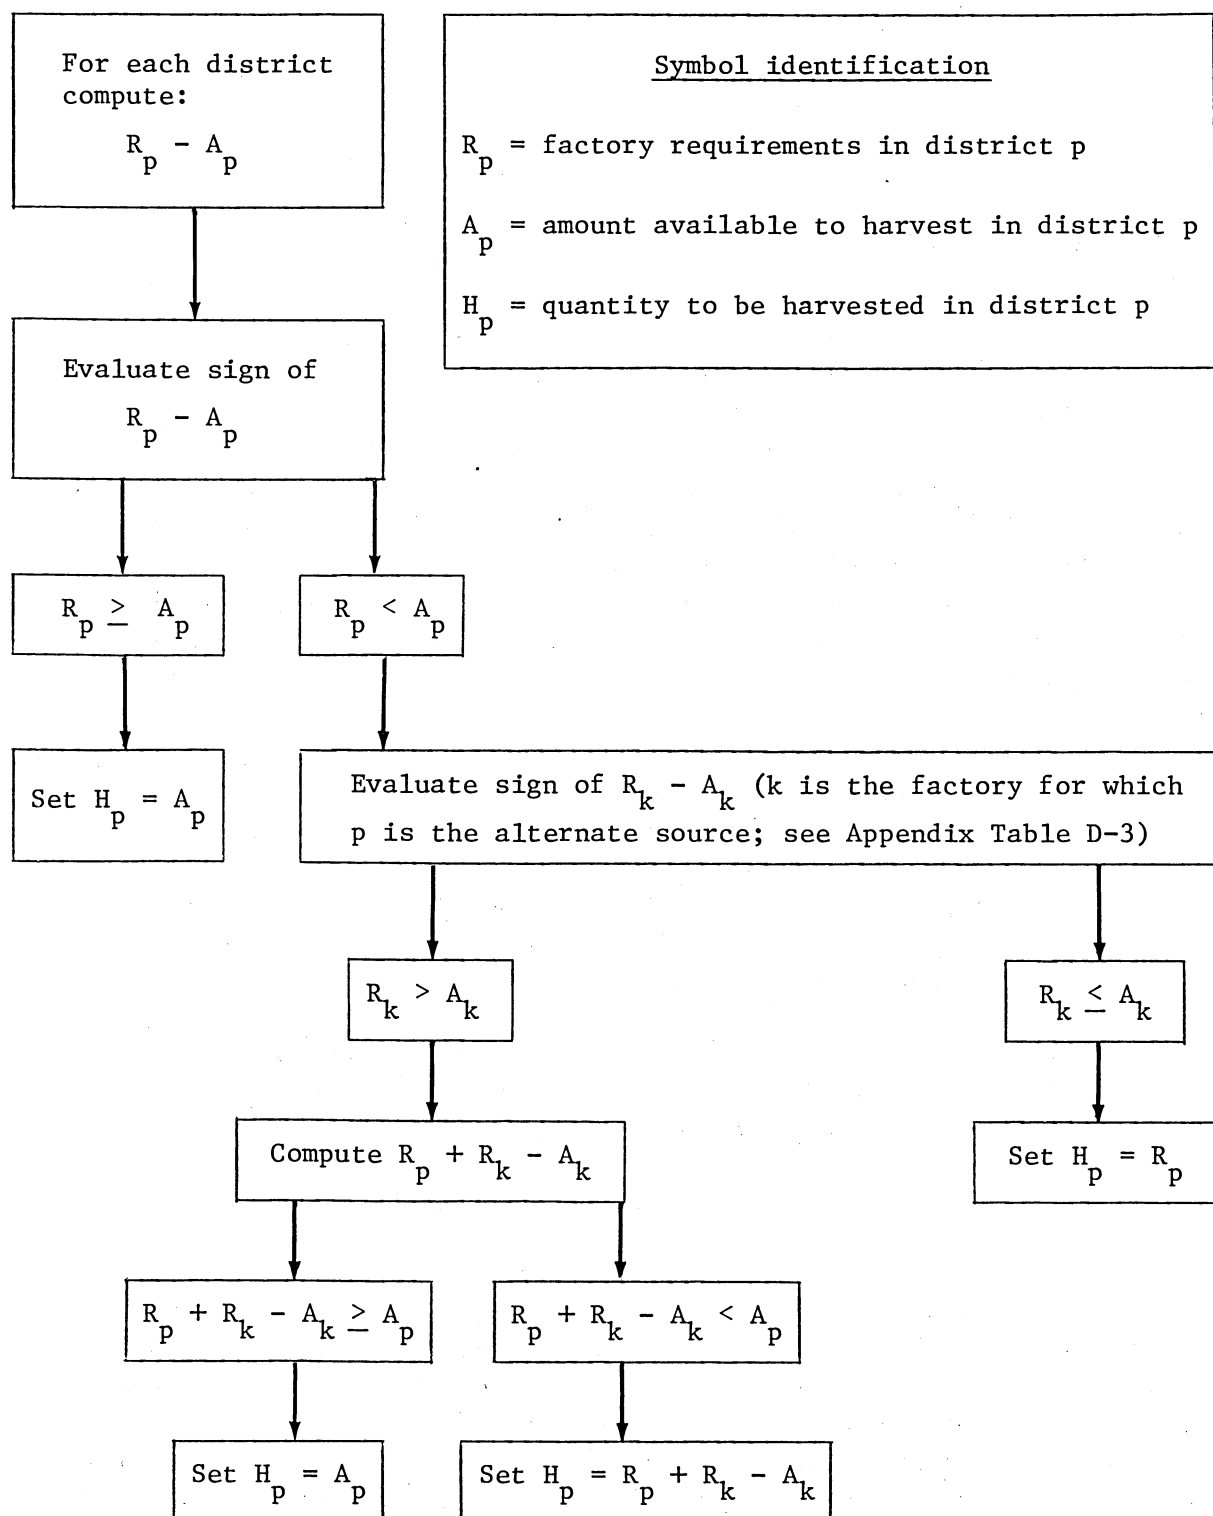 For each district
compute:
R_p - A_p
Symbol identification
R_p = factory requirements in district p
A_p = amount available to harvest in district p
H_p = quantity to be harvested in district p
Evaluate sign of
R_p - A_p
R_p ≥ A_p
R_p < A_p
Set H_p = A_p
Evaluate sign of R_k - A_k (k is the factory for which
p is the alternate source; see Appendix Table D-3)
R_k > A_k
R_k ≤ A_k
Compute R_p + R_k - A_k
Set H_p = R_p
R_p + R_k - A_k ≥ A_p
R_p + R_k - A_k < A_p
Set H_p = A_p
Set H_p = R_p + R_k - A_k